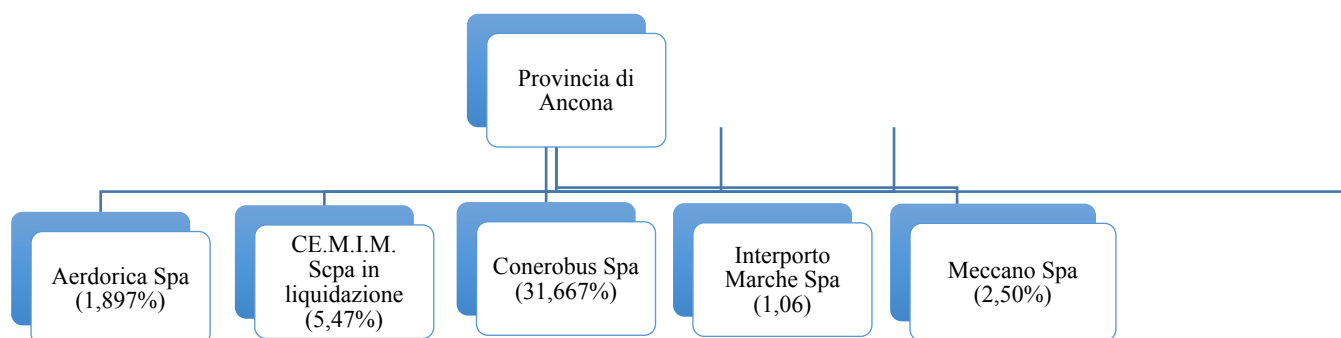 Provincia di
Ancona
Aerdorica Spa
(1,897%)
CE.M.I.M.
Scpa in
liquidazione
(5,47%)
Conerobus Spa
(31,667%)
Interporto
Marche Spa
(1,06)
Meccano Spa
(2,50%)